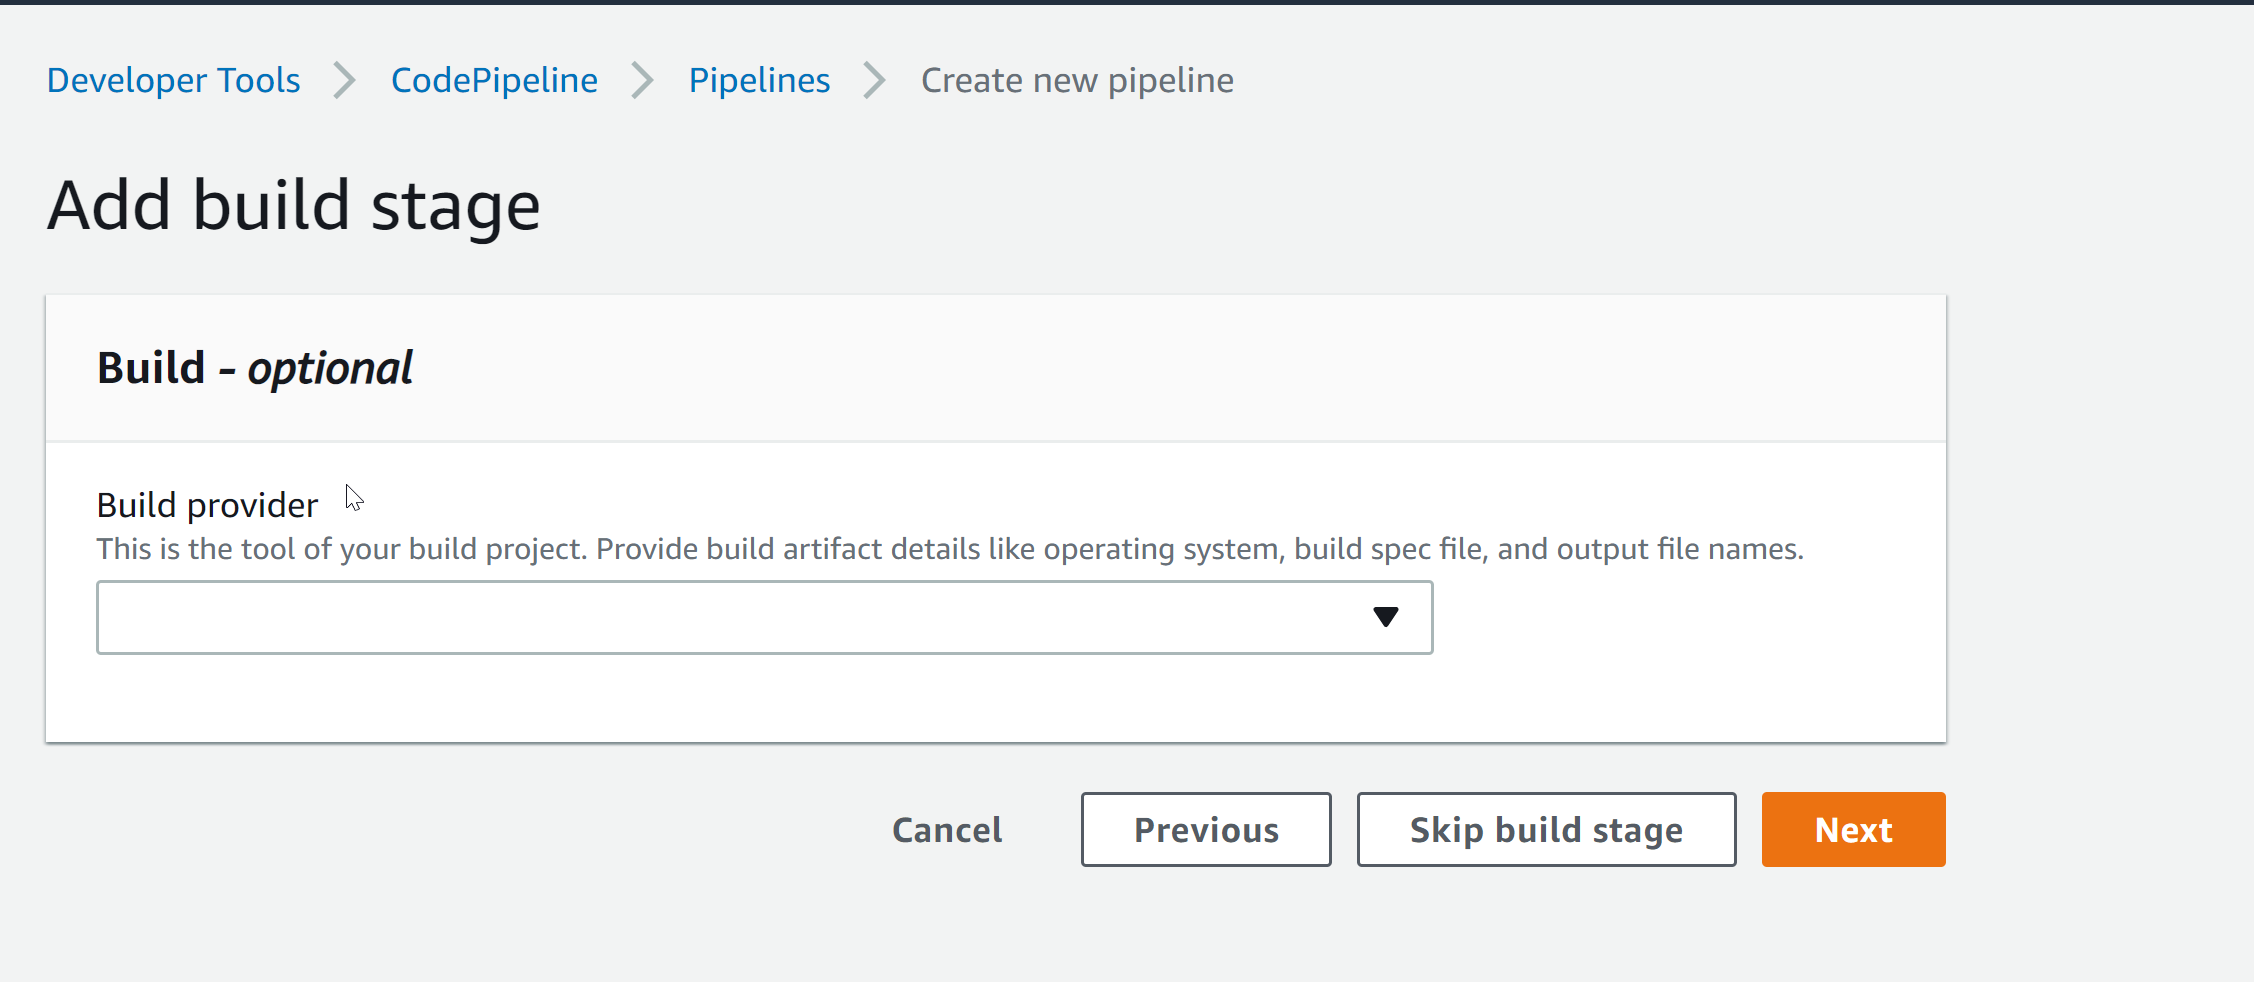 Developer Tools > CodePipeline > Pipelines > Create new pipeline
Add build stage
Build - optional
Build provider
This is the tool of your build project. Provide build artifact details like operating system, build spec file, and output file names.
Cancel Previous Skip build stage Next